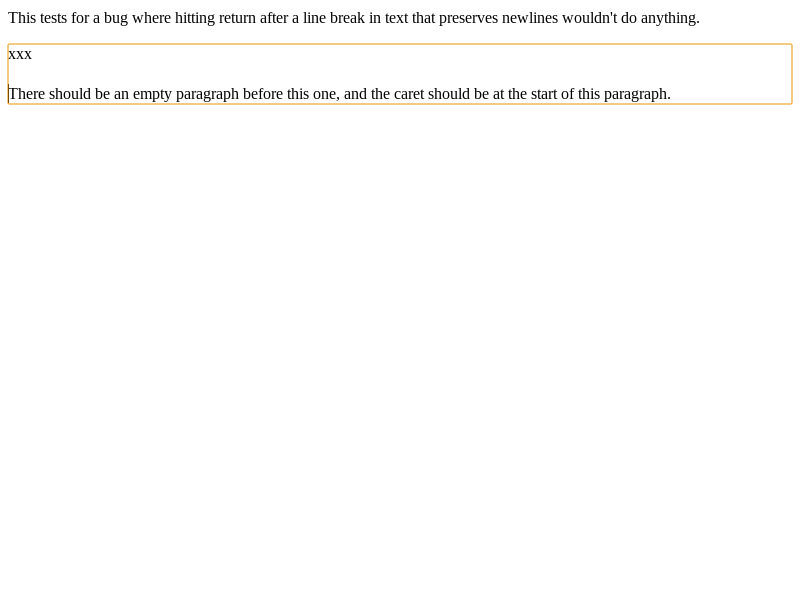 This tests for a bug where hitting return after a line break in text that preserves newlines wouldn't do anything.
xxx
There should be an empty paragraph before this one, and the caret should be at the start of this paragraph.